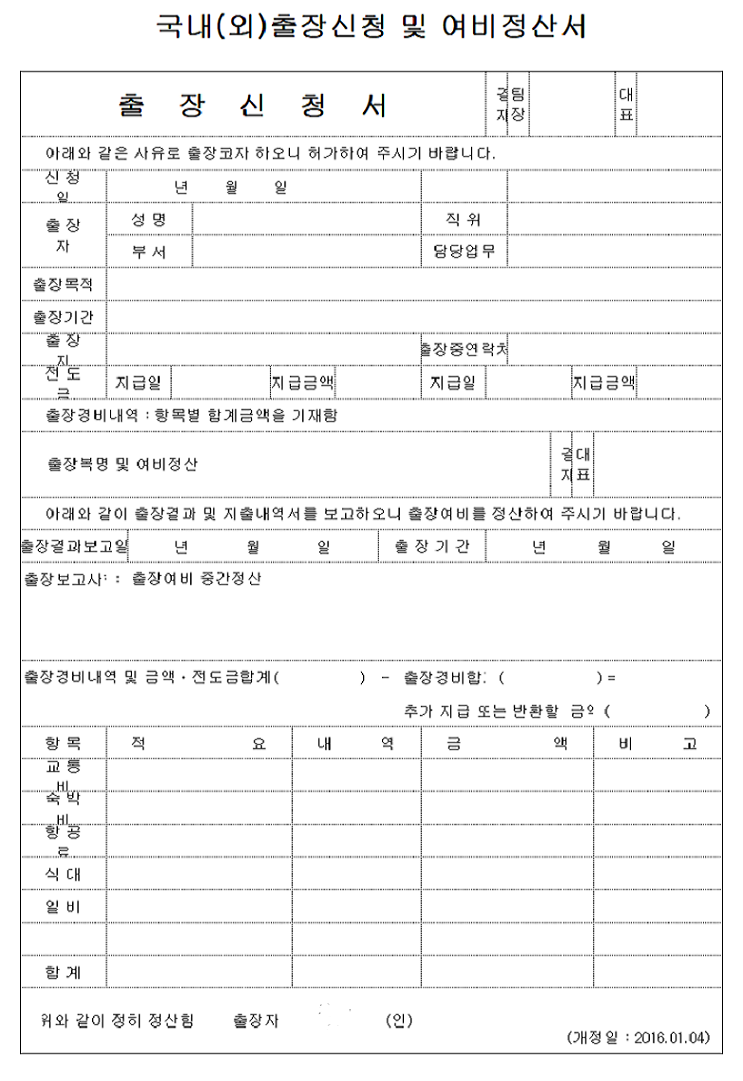 국내(외)출장신청 및 여비정산서
출 장 신 청 서
결재 팀장 대표
아래와 같은 사유로 출장코자 하오니 허가하여 주시기 바랍니다.
신 청 일 년 월 일
출 장 자 성 명 직 위
부 서 담당업무
출장목적
출장기간
출 장 지 출장중연락처
전 도 금 지급일 지급금액 지급일 지급금액
출장경비내역 : 항목별 합계금액을 기재함
출장복명 및 여비정산 결재 대표
아래와 같이 출장결과 및 지출내역서를 보고하오니 출장여비를 정산하여 주시기 바랍니다.
출장결과보고일 년 월 일 출 장 기 간 년 월 일
출장보고사 : 출장여비 중간정산
출장경비내역 및 금액 · 전도금합계( ) - 출장경비합 ( ) =
추가 지급 또는 반환할 금액 ( )
항 목 적 요 내 역 금 액 비 고
교 통 비
숙 박 비
항 공 료
식 대
일 비
합 계
위와 같이 정히 정산함 출장자 (인)
(개정일 : 2016.01.04)